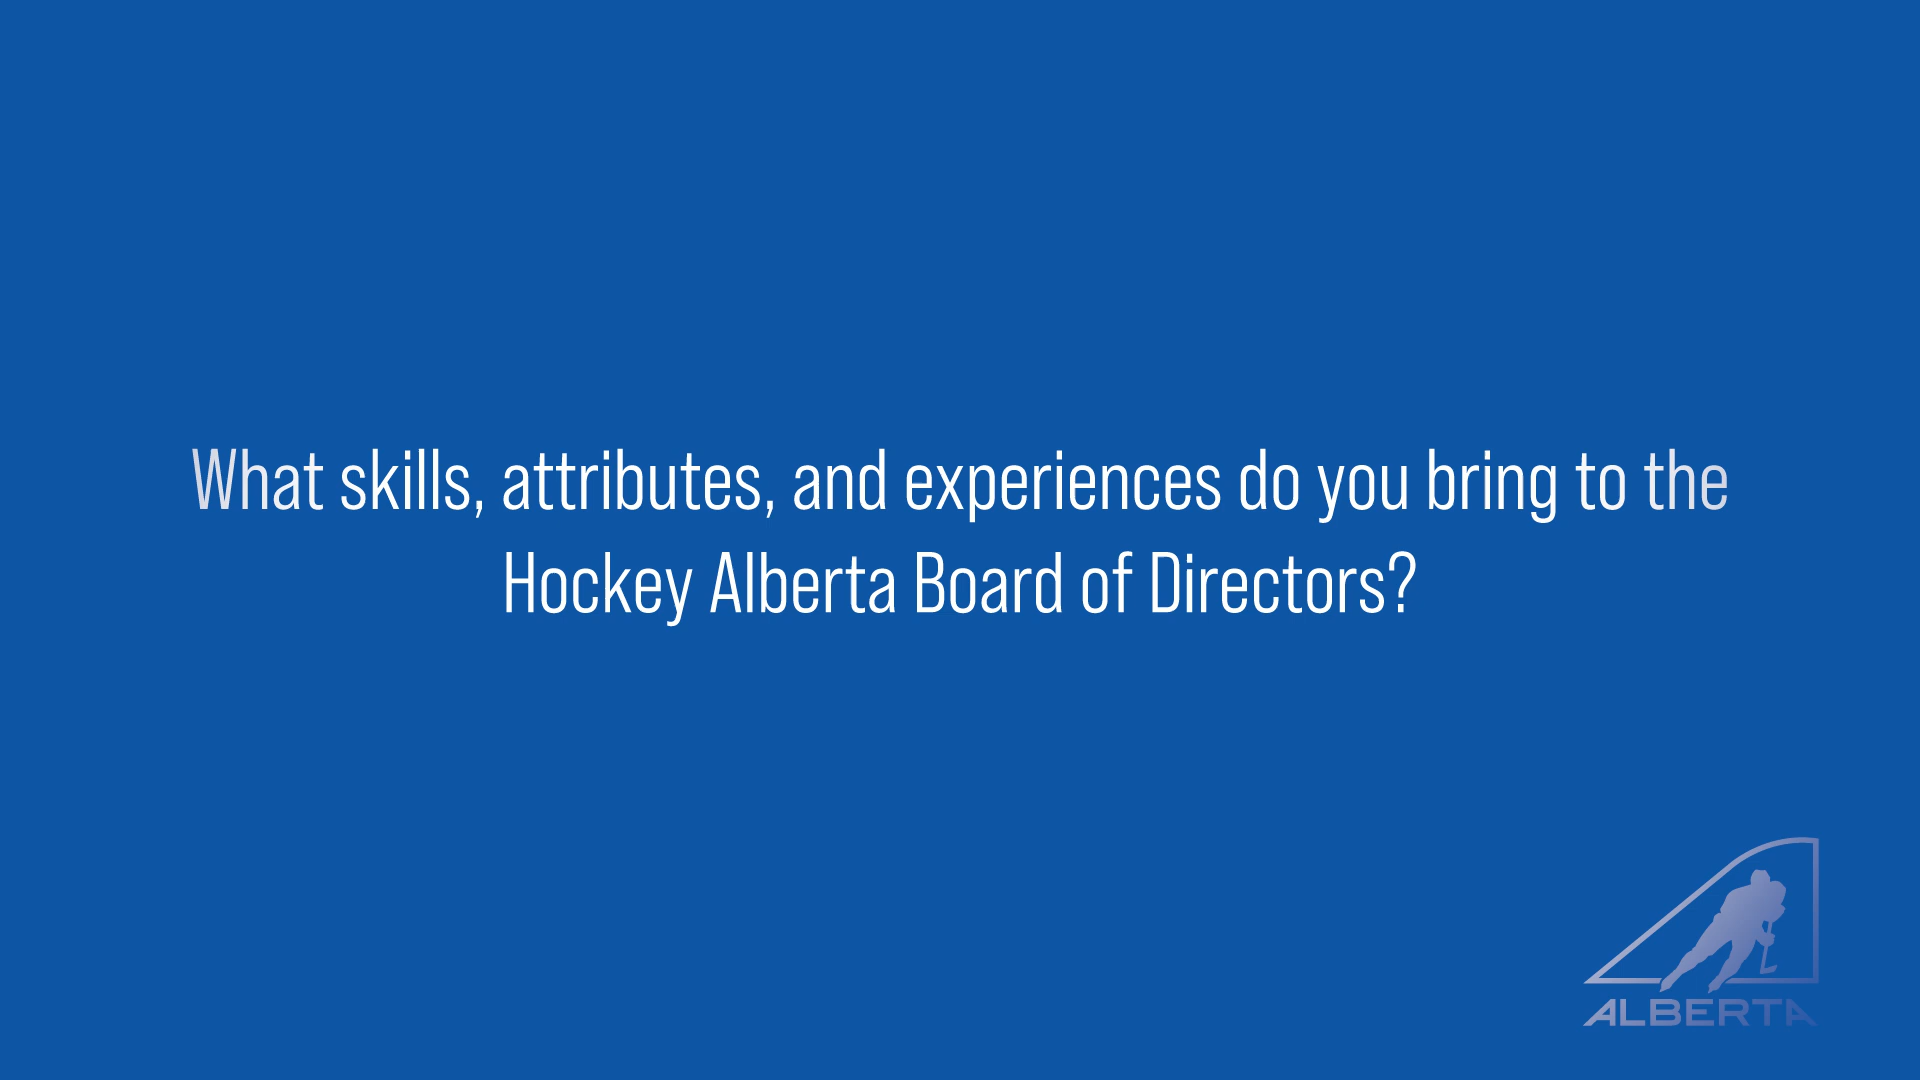 What skills, attributes, and experiences do you bring to the
Hockey Alberta Board of Directors?
ALBERTA